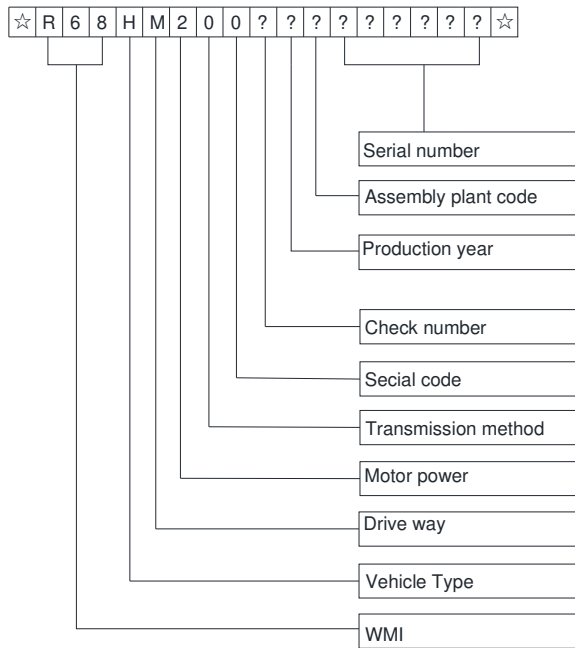 ☆ R 6 8 H M 2 0 0 ? ? ? ? ? ? ? ? ? ☆
Serial number
Assembly plant code
Production year
Check number
Secial code
Transmission method
Motor power
Drive way
Vehicle Type
WMI